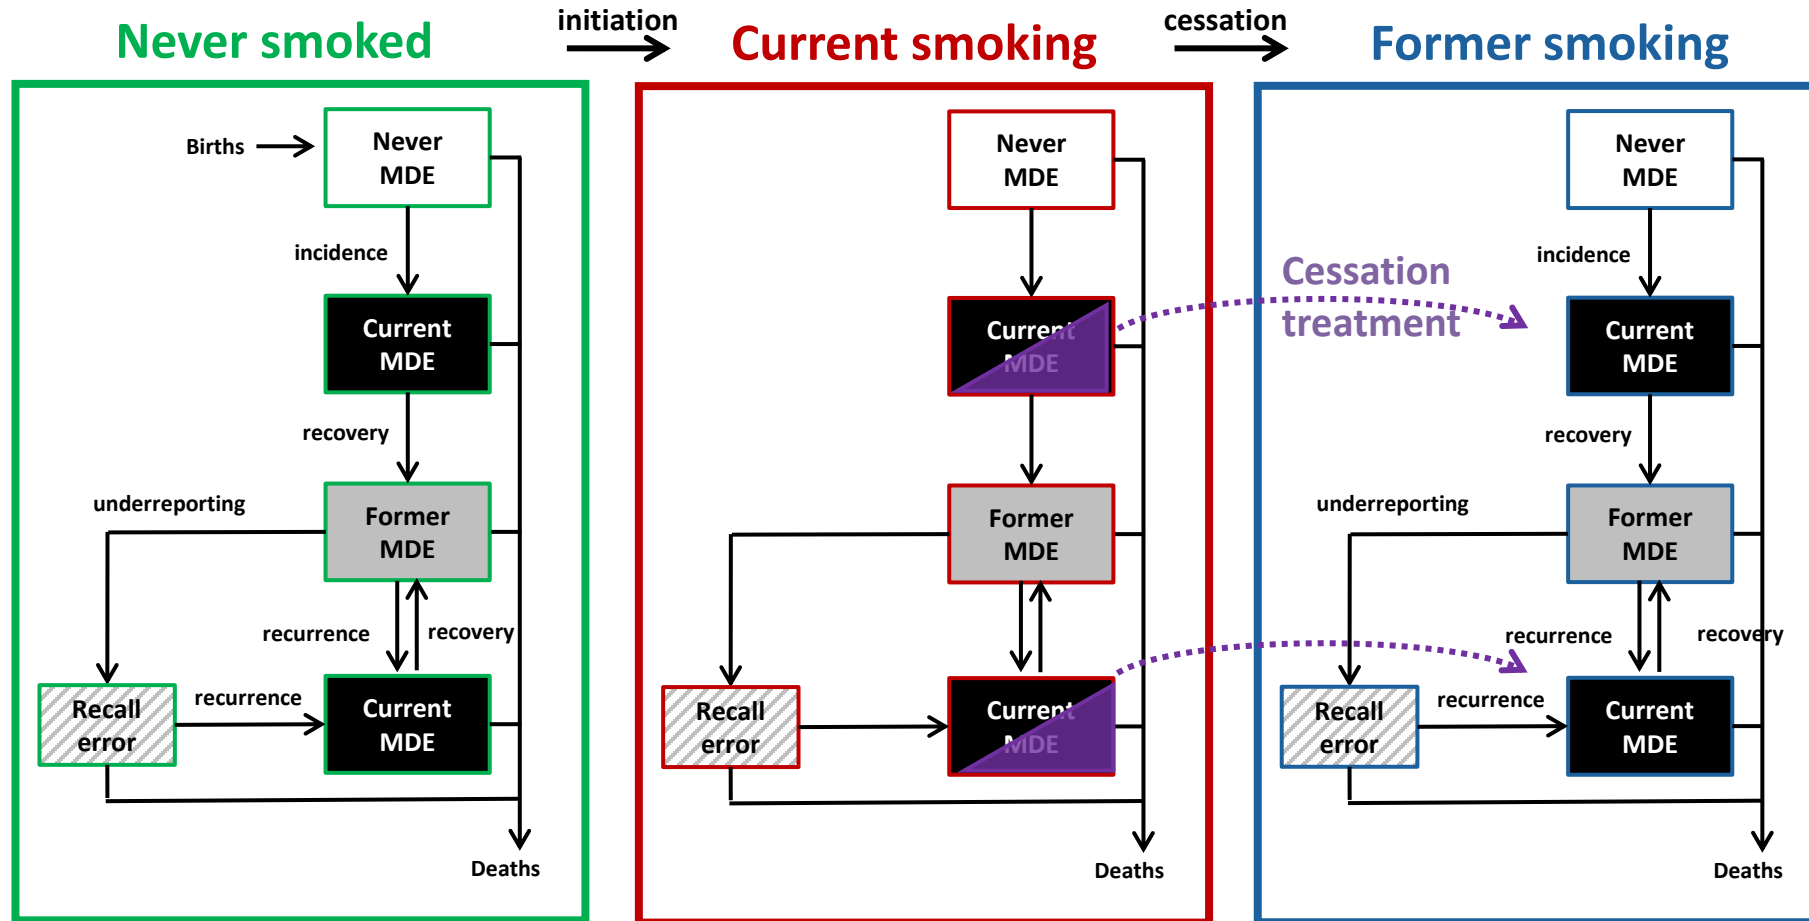 Never smoked
initiation
Current smoking
cessation
Former smoking
Births
Never
MDE
incidence
Current
MDE
recovery
underreporting
Former
MDE
recurrence
recovery
Recall
error
recurrence
Current
MDE
Deaths
Never
MDE
Current
MDE
Former
MDE
Recall
error
Current
MDE
Deaths
Cessation
treatment
Never
MDE
incidence
Current
MDE
recovery
underreporting
Former
MDE
recurrence
recovery
Recall
error
recurrence
Current
MDE
Deaths